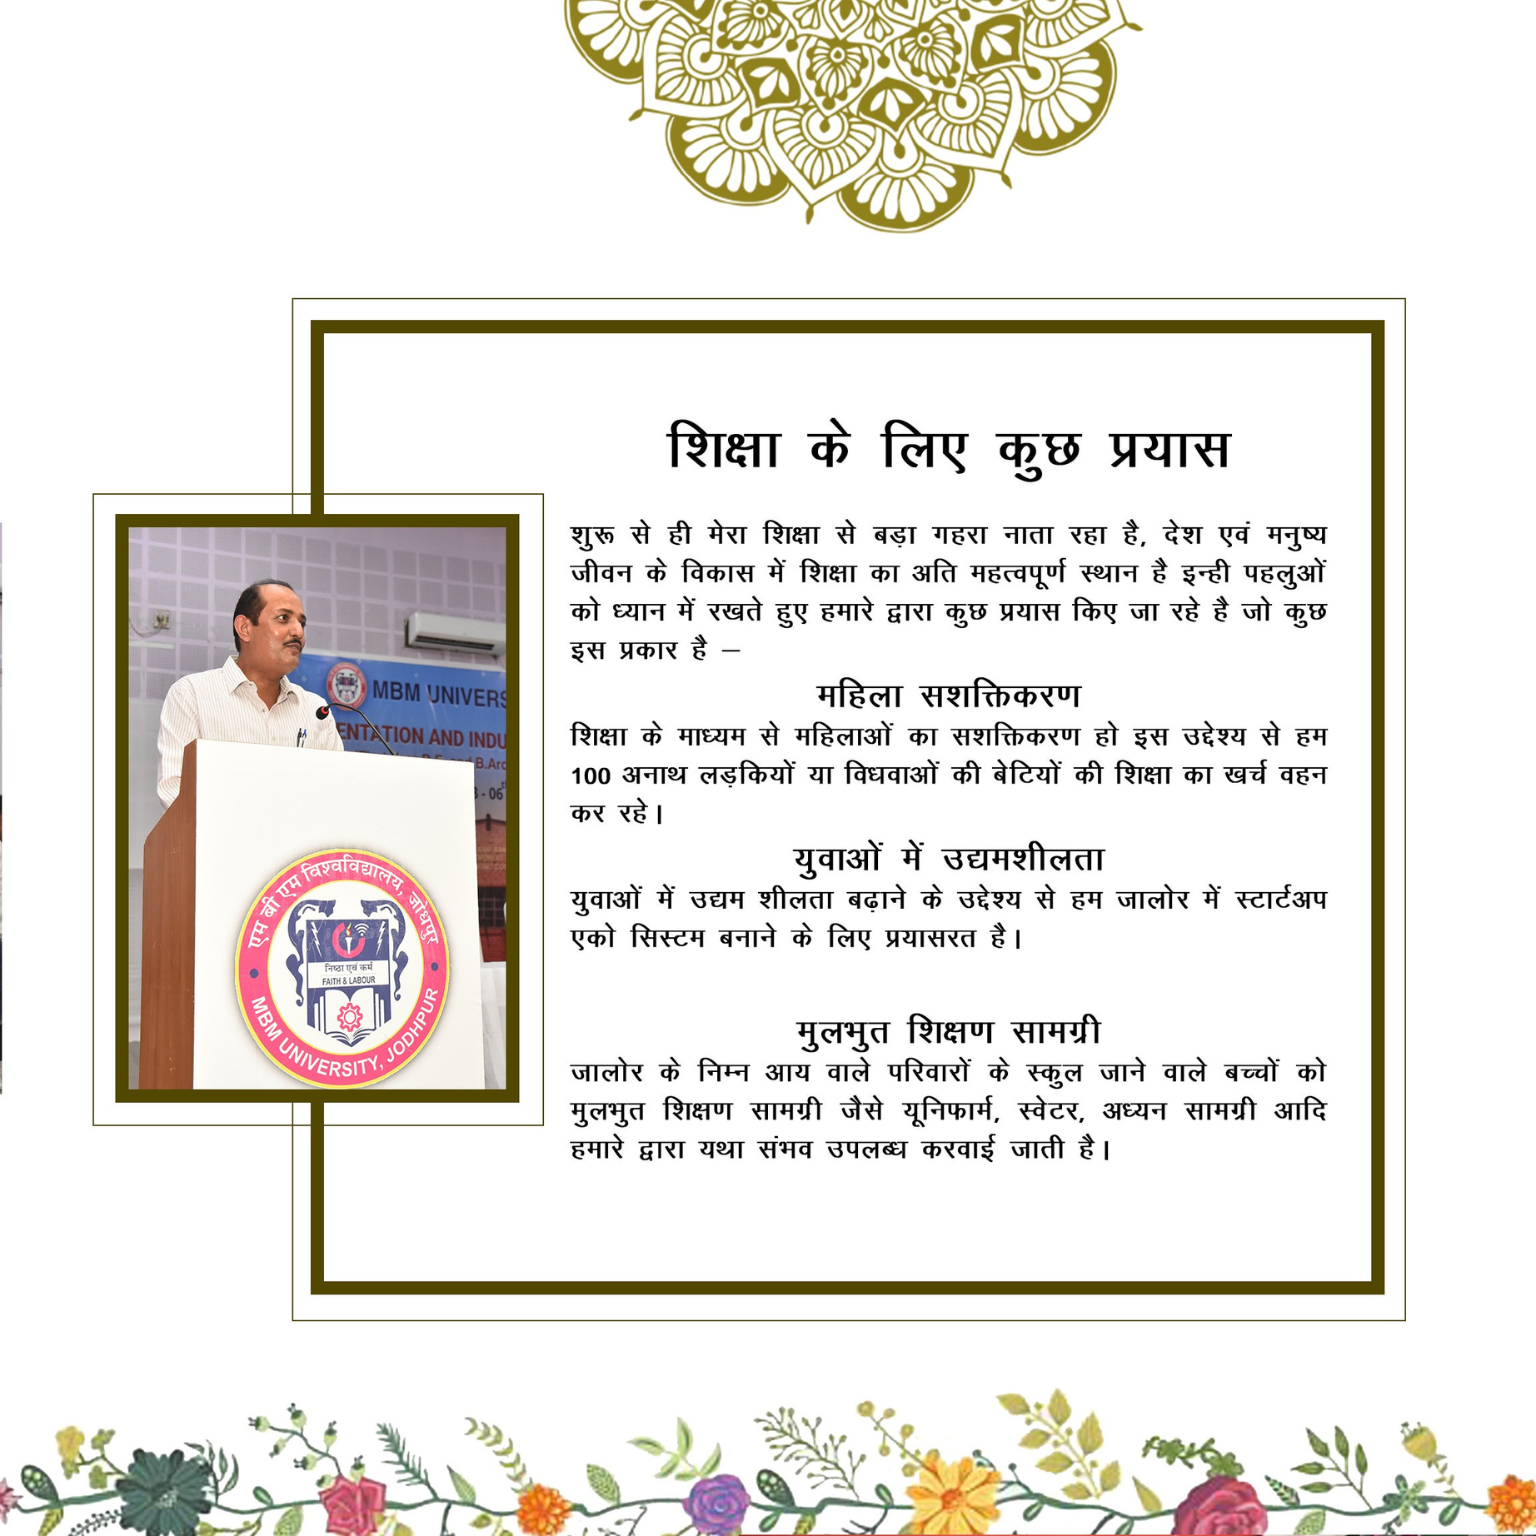 शिक्षा के लिए कुछ प्रयास
शुरू से ही मेरा शिक्षा से बड़ा गहरा नाता रहा है, देश एवं मनुष्य
जीवन के विकास में शिक्षा का अति महत्वपूर्ण स्थान है इन्ही पहलुओं
को ध्यान में रखते हुए हमारे द्वारा कुछ प्रयास किए जा रहे है जो कुछ
इस प्रकार है –
महिला सशक्तिकरण
शिक्षा के माध्यम से महिलाओं का सशक्तिकरण हो इस उद्देश्य से हम
100 अनाथ लड़कियों या विधवाओं की बेटियों की शिक्षा का खर्च वहन
कर रहे।
युवाओं में उद्यमशीलता
युवाओं में उद्यम शीलता बढ़ाने के उद्देश्य से हम जालोर में स्टार्टअप
एको सिस्टम बनाने के लिए प्रयासरत है।
मुलभुत शिक्षण सामग्री
जालोर के निम्न आय वाले परिवारों के स्कुल जाने वाले बच्चों को
मुलभुत शिक्षण सामग्री जैसे यूनिफार्म, स्वेटर, अध्यन सामग्री आदि
हमारे द्वारा यथा संभव उपलब्ध करवाई जाती है।
MBM UNIVERS
ENTATION AND INDU
B.Arc
- 06
एम बी एम विश्वविद्यालय, जोधपुर
निष्ठा एवं कर्म
FAITH & LABOUR
MBM UNIVERSITY, JODHPUR